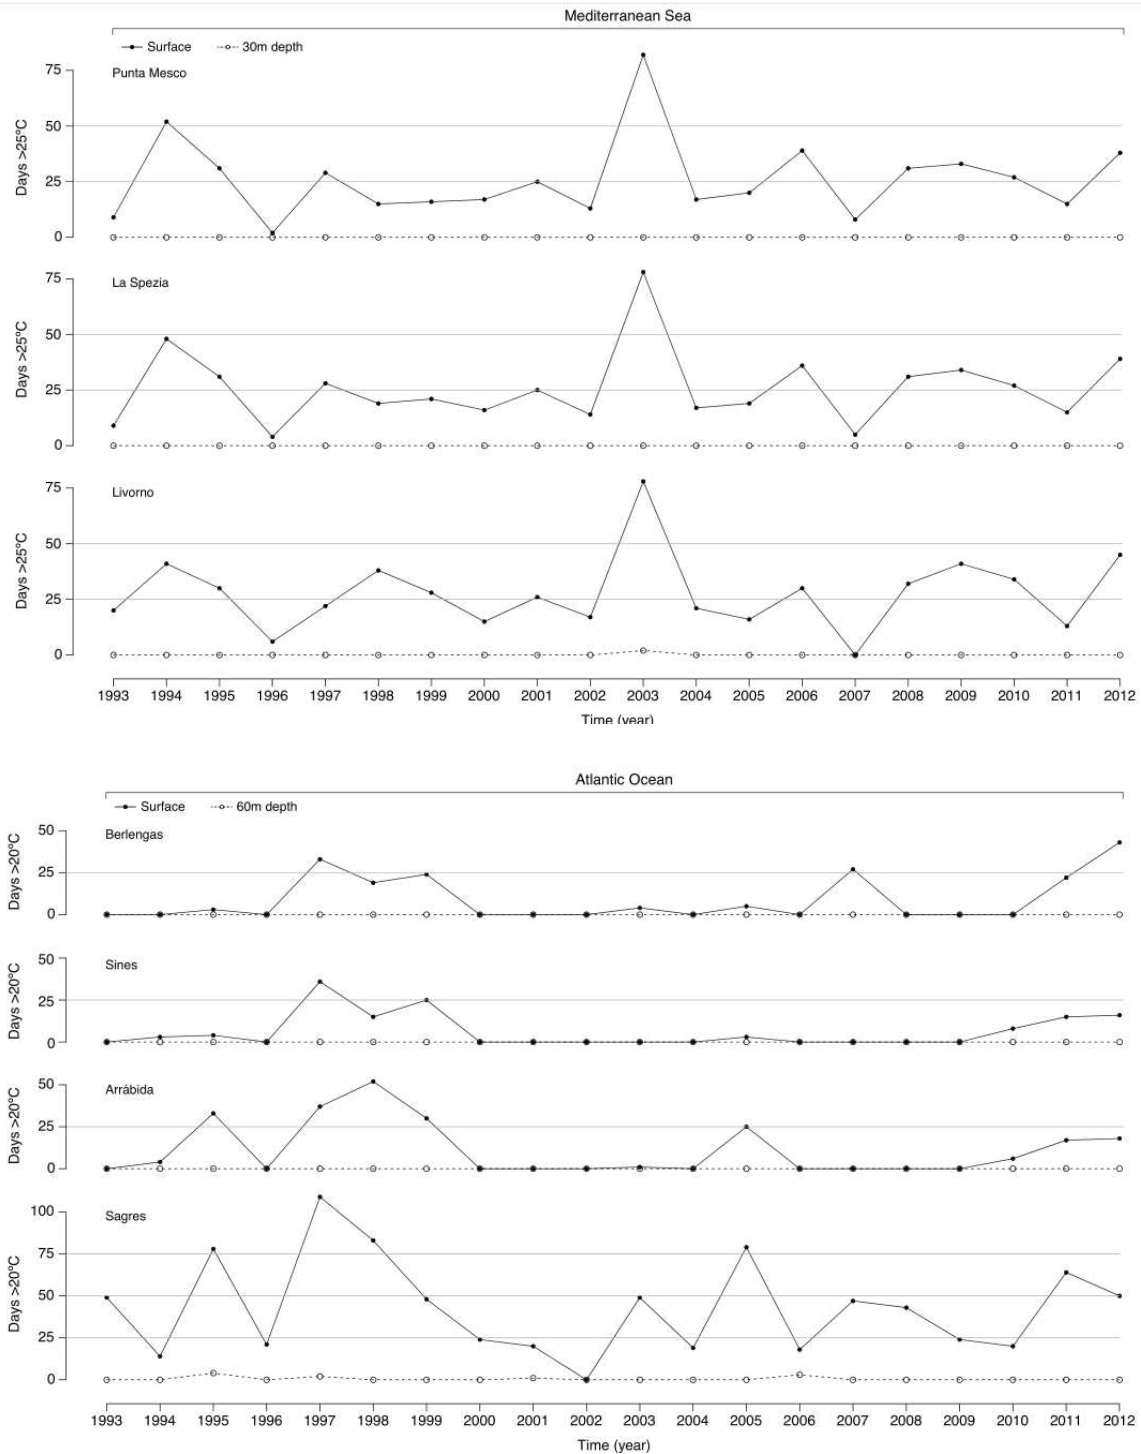 Mediterranean Sea
Surface 30m depth
Punta Mesco
75
50
25
0
Days >25°C
La Spezia
75
50
25
0
Days >25°C
Livorno
75
50
25
0
Days >25°C
1993 1994 1995 1996 1997 1998 1999 2000 2001 2002 2003 2004 2005 2006 2007 2008 2009 2010 2011 2012
Time (year)
Atlantic Ocean
Surface 60m depth
Berlengas
50
25
0
Days >20°C
Sines
50
25
0
Days >20°C
Arrábida
50
25
0
Days >20°C
Sagres
100
75
50
25
0
Days >20°C
1993 1994 1995 1996 1997 1998 1999 2000 2001 2002 2003 2004 2005 2006 2007 2008 2009 2010 2011 2012
Time (year)